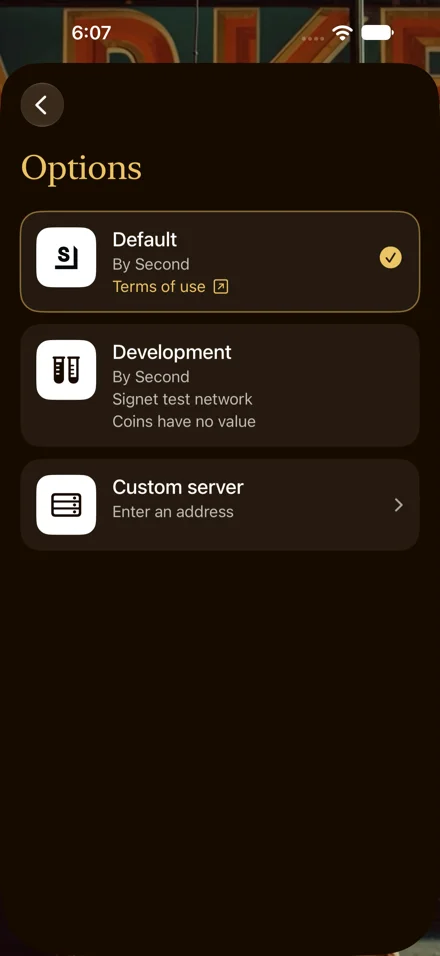 6:07
Options
S
Default
By Second
Terms of use
Development
By Second
Signet test network
Coins have no value
Custom server
Enter an address